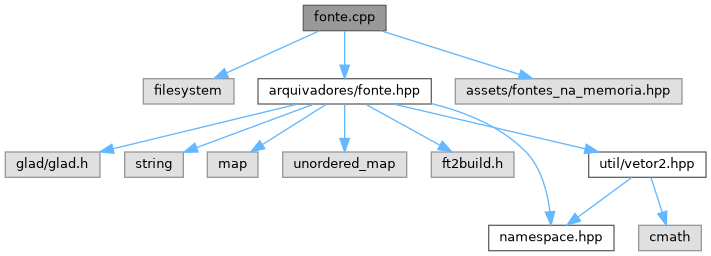 fonte.cpp
filesystem
arquivadores/fonte.hpp
assets/fontes_na_memoria.hpp
glad/glad.h
string
map
unordered_map
ft2build.h
util/vetor2.hpp
namespace.hpp
cmath